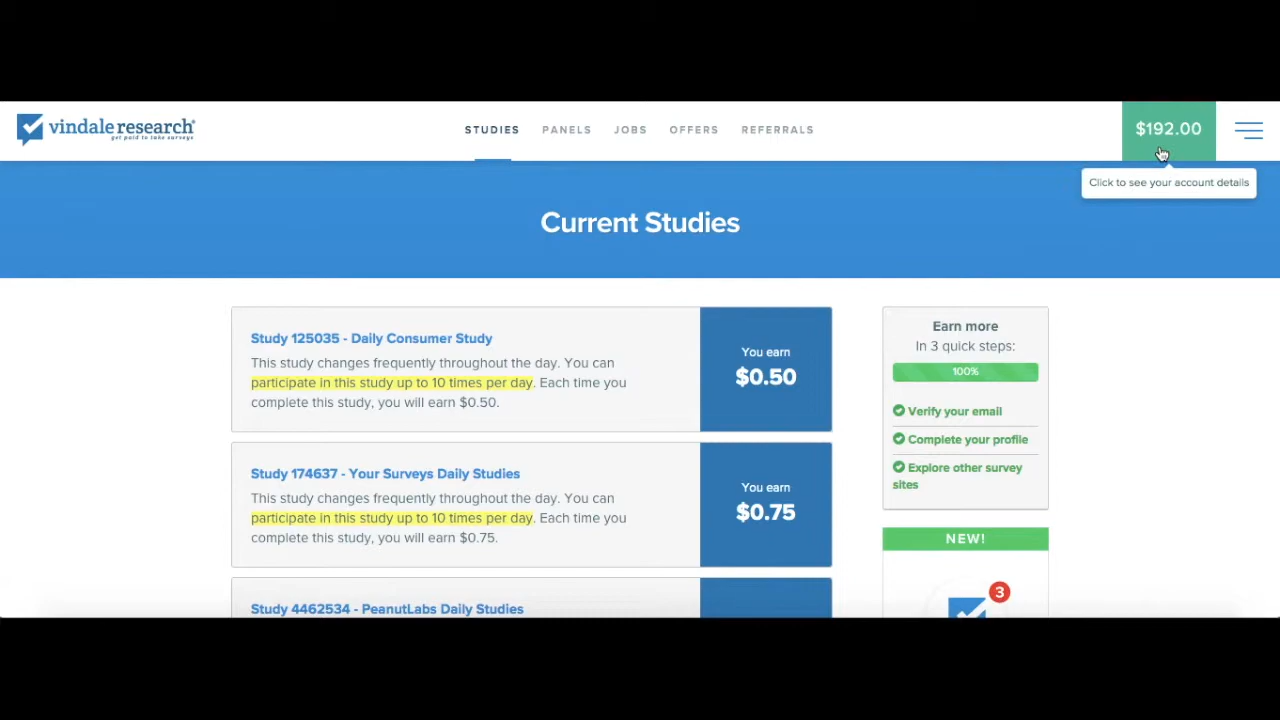 vindale research®
get paid to take surveys
STUDIES PANELS JOBS OFFERS REFERRALS
$192.00
Click to see your account details
Current Studies
Study 125035 - Daily Consumer Study
This study changes frequently throughout the day. You can
participate in this study up to 10 times per day. Each time you
complete this study, you will earn $0.50.
You earn
$0.50
Study 174637 - Your Surveys Daily Studies
This study changes frequently throughout the day. You can
participate in this study up to 10 times per day. Each time you
complete this study, you will earn $0.75.
You earn
$0.75
Study 4462534 - PeanutLabs Daily Studies
Earn more
In 3 quick steps:
100%
Verify your email
Complete your profile
Explore other survey
sites
NEW!
3